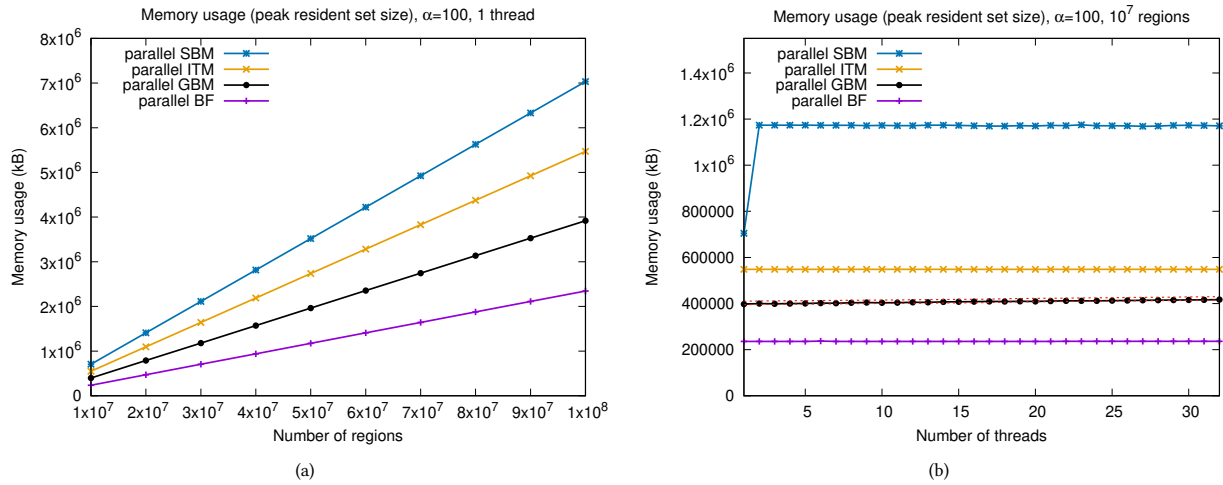 Memory usage (peak resident set size), α=100, 1 thread
8x10^6
7x10^6
6x10^6
5x10^6
4x10^6
3x10^6
2x10^6
1x10^6
0
Memory usage (kB)
parallel SBM
parallel ITM
parallel GBM
parallel BF
1x10^7 2x10^7 3x10^7 4x10^7 5x10^7 6x10^7 7x10^7 8x10^7 9x10^7 1x10^8
Number of regions
(a)
Memory usage (peak resident set size), α=100, 10^7 regions
1.4x10^6
1.2x10^6
1x10^6
800000
600000
400000
200000
0
Memory usage (kB)
parallel SBM
parallel ITM
parallel GBM
parallel BF
5 10 15 20 25 30
Number of threads
(b)